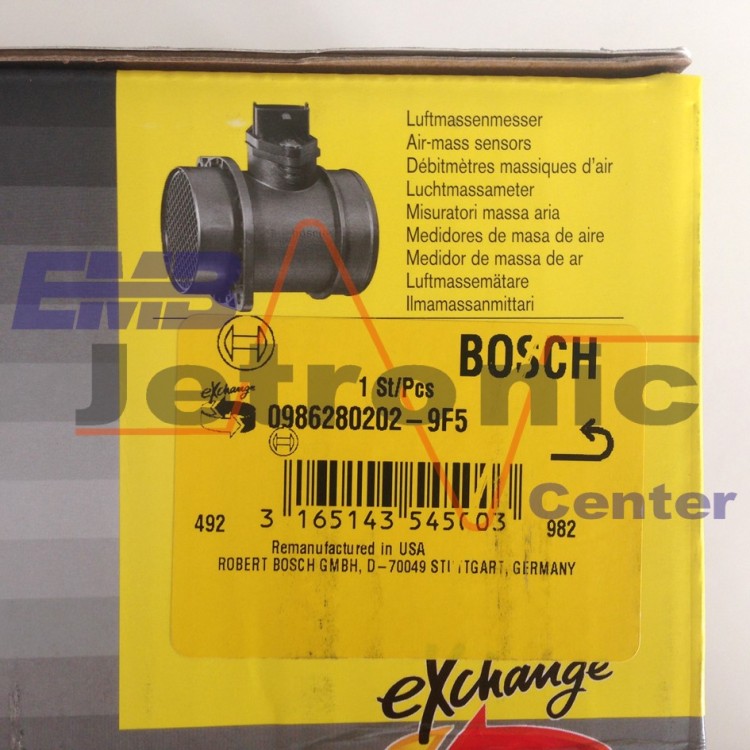 Luftmassenmesser
Air-mass sensors
Débitmètres massiques d'air
Luchtmassameter
Misuratori massa aria
Medidores de masa de aire
Medidor de massa de ar
Luftmassemätare
Ilmamassanmittari
EMB
Jetronic
Center
BOSCH
1 St/Pcs
exchange
0986280202-9F5
492
3 165143 545003
982
Remanufactured in USA
ROBERT BOSCH GMBH, D-70049 STUTTGART, GERMANY
exchange